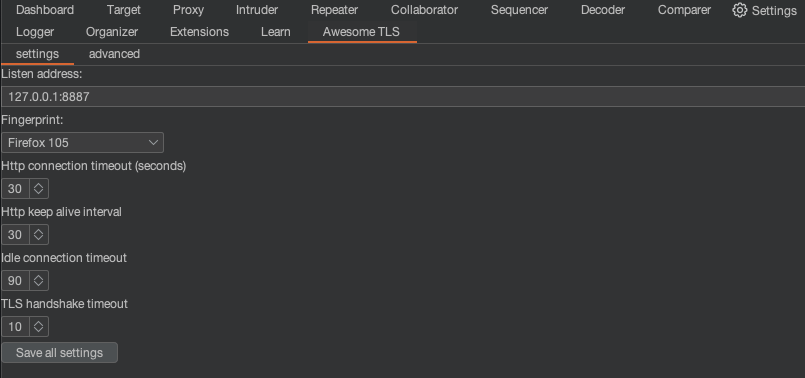 Dashboard Target Proxy Intruder Repeater Collaborator Sequencer Decoder Comparer Settings
Logger Organizer Extensions Learn Awesome TLS
settings advanced
Listen address:
127.0.0.1:8887
Fingerprint:
Firefox 105
Http connection timeout (seconds)
30
Http keep alive interval
30
Idle connection timeout
90
TLS handshake timeout
10
Save all settings